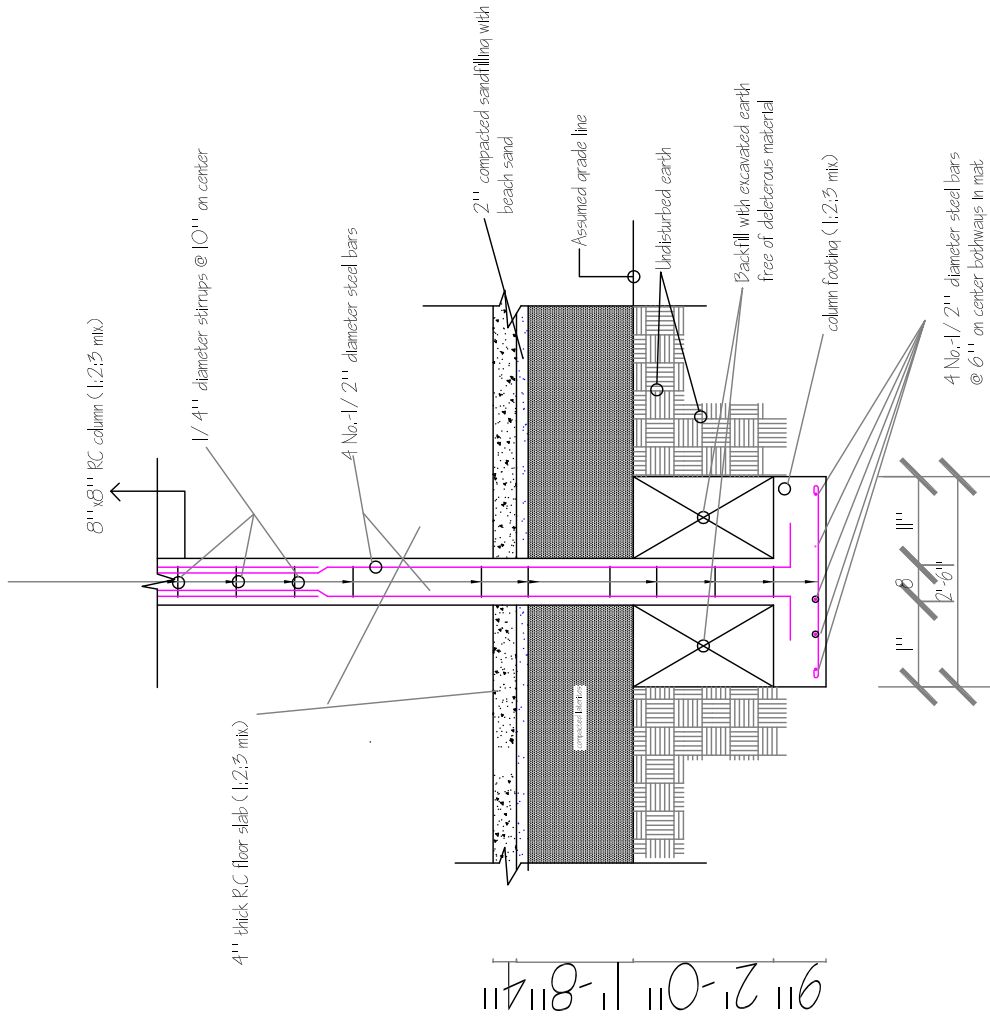 8''x8'' RC column (1:2:3 mix)
1/4'' diameter stirrups @ 10'' on center
4 No.-1/2'' diameter steel bars
4'' thick R.C floor slab (1:2:3 mix)
2'' compacted sandfilling with
beach sand
Assumed grade line
Undisturbed earth
Backfill with excavated earth
free of deleterous material
column footing (1:2:3 mix)
4 No.-1/2'' diameter steel bars
@ 6'' on center bothways in mat
compacted laterites
1'
8
1'
2'-6''
4''
1'-8''
2'-0''
9''